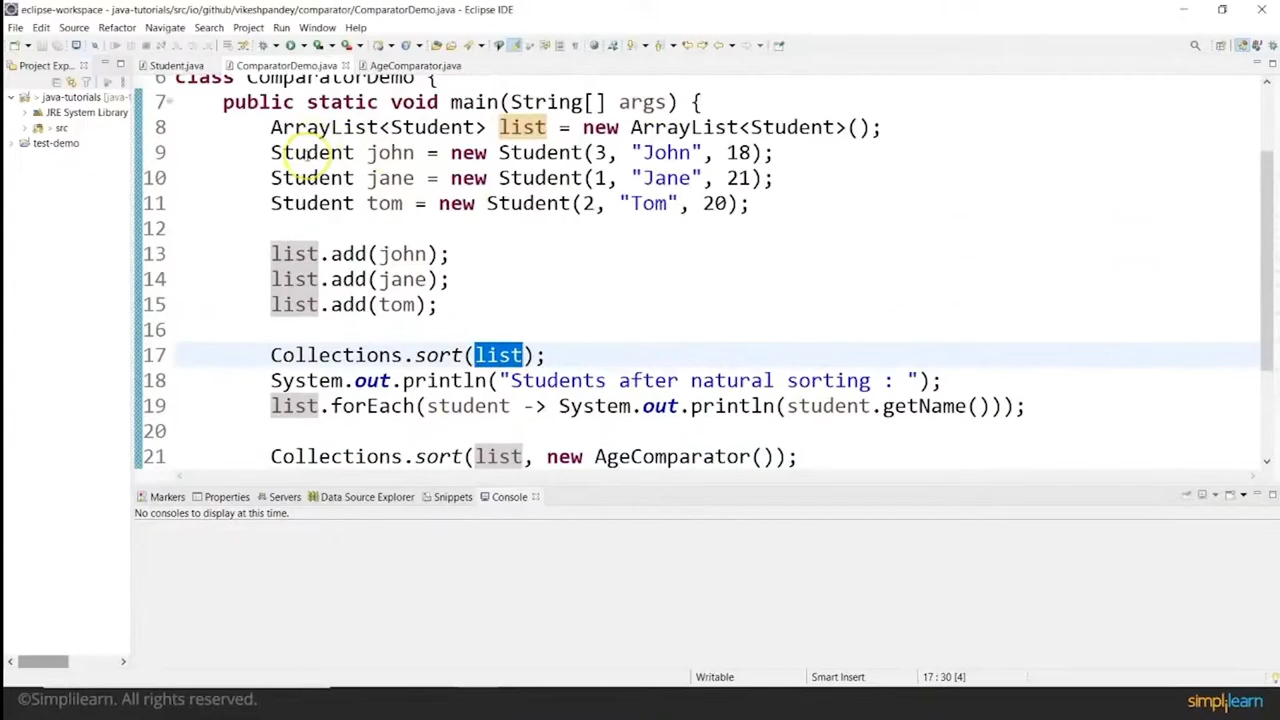 eclipse-workspace - java-tutorials/src/io/github/vikeshpandey/comparator/ComparatorDemo.java - Eclipse IDE
File Edit Source Refactor Navigate Search Project Run Window Help
Project Exp... Student.java ComparatorDemo.java AgeComparator.java
java-tutorials [java-t
JRE System Library
src
test-demo
6 class ComparatorDemo {
7 public static void main(String[] args) {
8 ArrayList<Student> list = new ArrayList<Student>();
9 Student john = new Student(3, "John", 18);
10 Student jane = new Student(1, "Jane", 21);
11 Student tom = new Student(2, "Tom", 20);
12
13 list.add(john);
14 list.add(jane);
15 list.add(tom);
16
17 Collections.sort(list);
18 System.out.println("Students after natural sorting : ");
19 list.forEach(student -> System.out.println(student.getName()));
20
21 Collections.sort(list, new AgeComparator());
Markers Properties Servers Data Source Explorer Snippets Console
No consoles to display at this time.
Writable Smart Insert 17 : 30 [4]
©Simplilearn. All rights reserved.
simplilearn